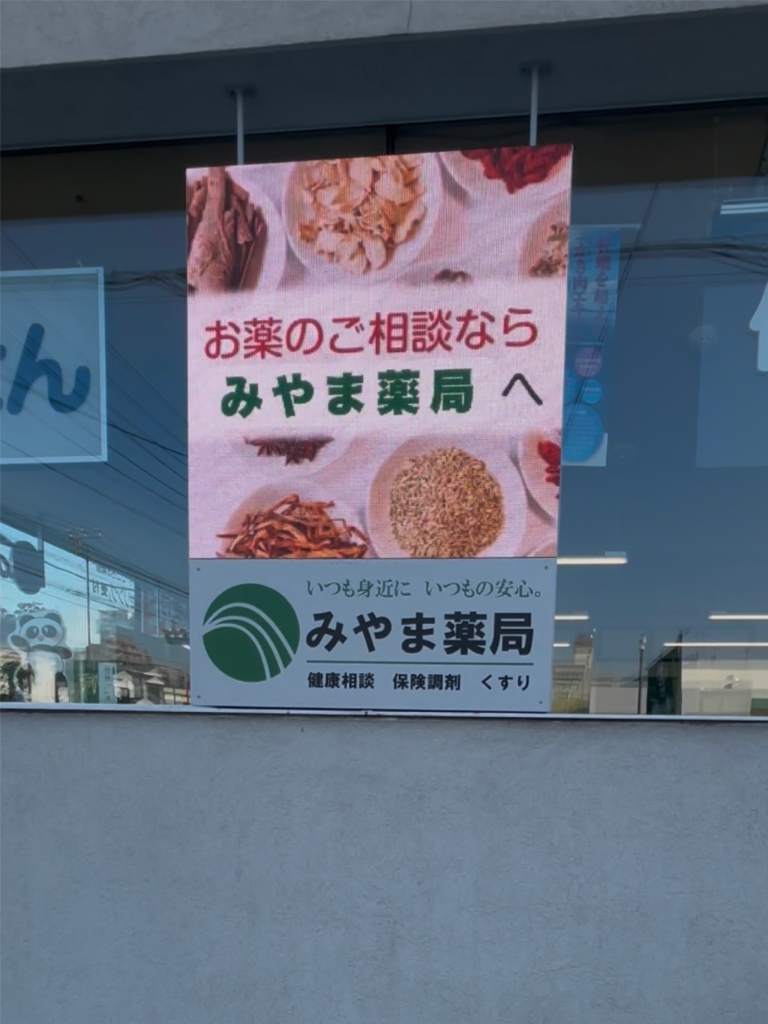 お薬のご相談なら
みやま薬局 へ
いつも身近に いつもの安心。
みやま薬局
健康相談 保険調剤 くすり
ん